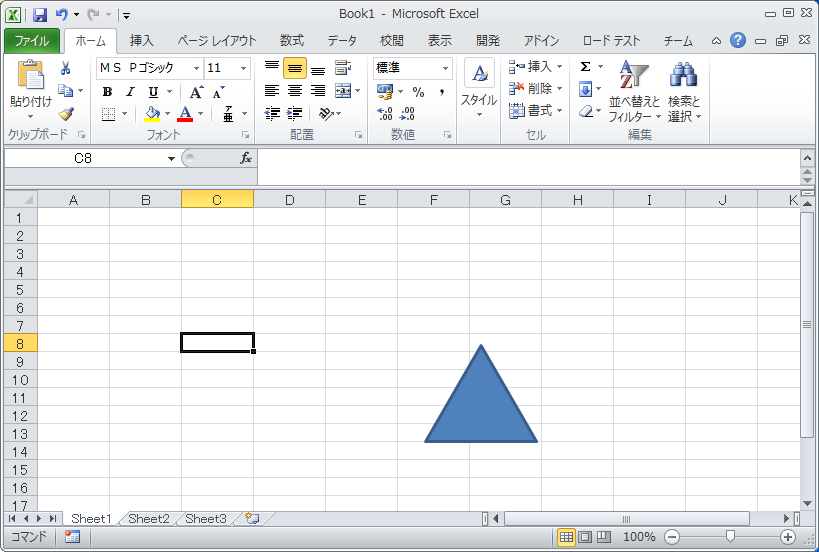 Book1 - Microsoft Excel
ファイル ホーム 挿入 ページ レイアウト 数式 データ 校閲 表示 開発 アドイン ロード テスト チーム
ＭＳ Ｐゴシック 11 標準 挿入 Σ
貼り付け B I U A A % , スタイル 削除 並べ替えと 検索と
A 亜 書式 フィルター 選択
クリップボード フォント 配置 数値 セル 編集
C8 fx
A B C D E F G H I J K
1
2
3
4
5
6
7
8
9
10
11
12
13
14
15
16
17
Sheet1 Sheet2 Sheet3
コマンド 100%